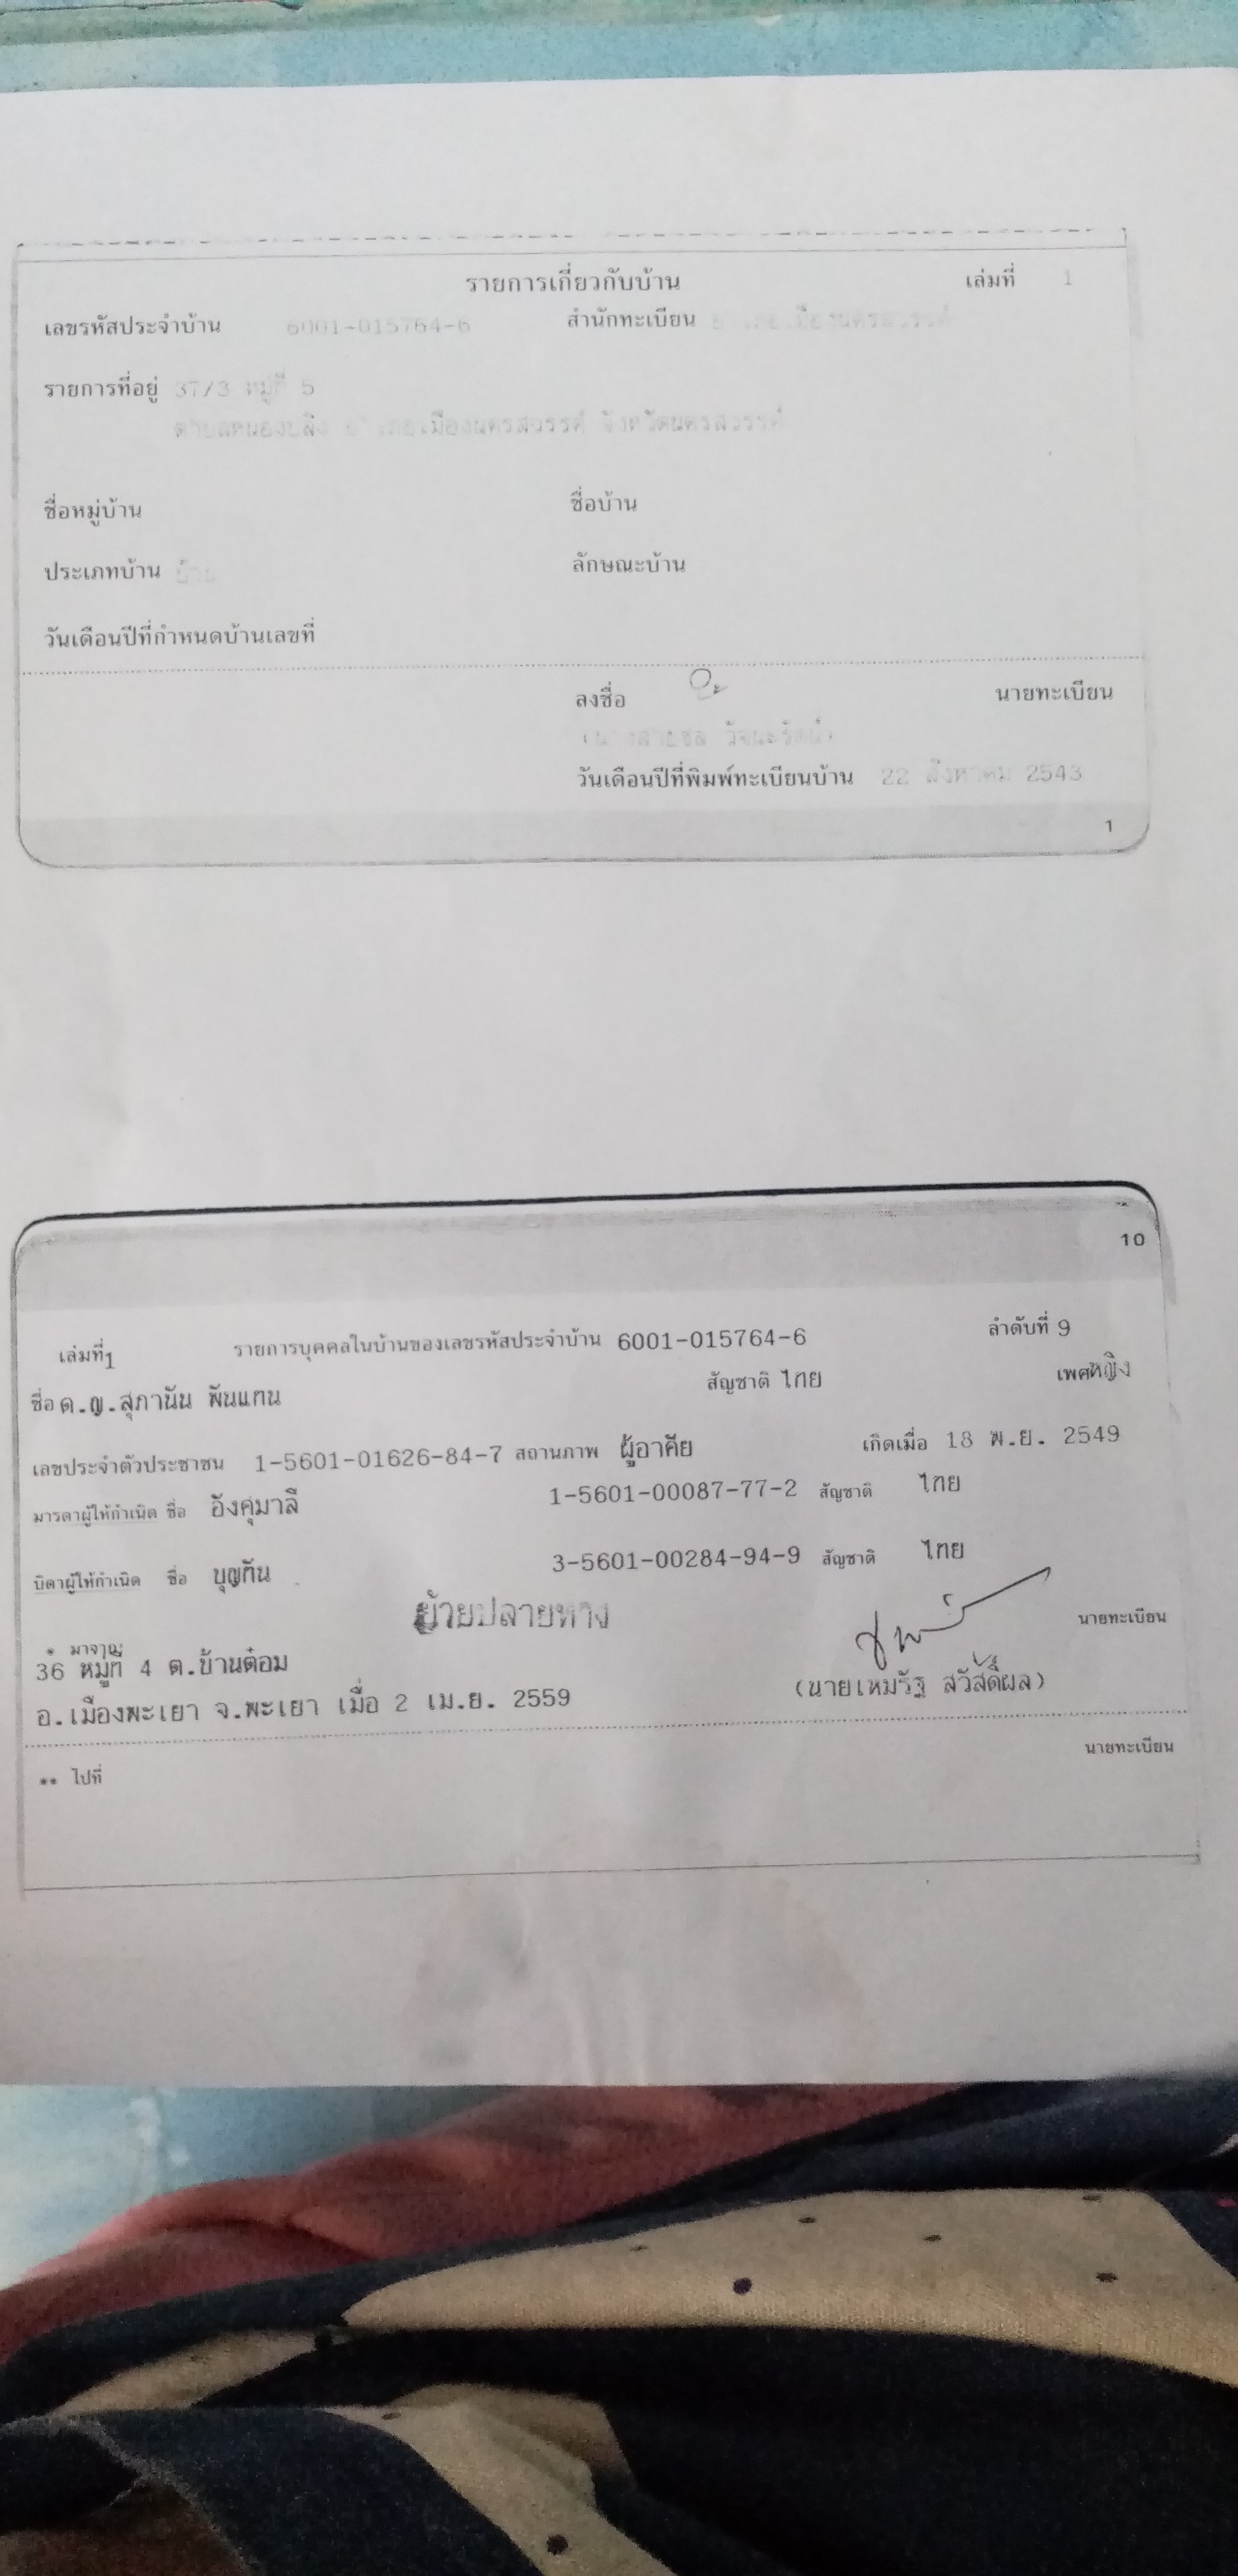 รายการเกี่ยวกับบ้าน เล่มที่ 1
เลขรหัสประจำบ้าน 6001-015764-6 สำนักทะเบียน อำเภอเมืองนครสวรรค์
รายการที่อยู่ 37/3 หมู่ที่ 5
ตำบลหนองปลิง อำเภอเมืองนครสวรรค์ จังหวัดนครสวรรค์
ชื่อหมู่บ้าน ชื่อบ้าน
ประเภทบ้าน บ้าน ลักษณะบ้าน
วันเดือนปีที่กำหนดบ้านเลขที่
ลงชื่อ นายทะเบียน
วันเดือนปีที่พิมพ์ทะเบียนบ้าน 22 สิงหาคม 2543
1
10
เล่มที่1 รายการบุคคลในบ้านของเลขรหัสประจำบ้าน 6001-015764-6 ลำดับที่ 9
ชื่อ ด.ญ.สุภานัน พันแทน สัญชาติ ไทย เพศหญิง
เลขประจำตัวประชาชน 1-5601-01626-84-7 สถานภาพ ผู้อาศัย เกิดเมื่อ 18 พ.ย. 2549
มารดาผู้ให้กำเนิด ชื่อ อังคุมาลี 1-5601-00087-77-2 สัญชาติ ไทย
บิดาผู้ให้กำเนิด ชื่อ บุญทัน 3-5601-00284-94-9 สัญชาติ ไทย
ย้ายปลายทาง
* มาจาก นายทะเบียน
36 หมู่ที่ 4 ต.บ้านต๋อม
(นายเหมรัฐ สวัสดิ์ผล)
อ.เมืองพะเยา จ.พะเยา เมื่อ 2 เม.ย. 2559
** ไปที่ นายทะเบียน